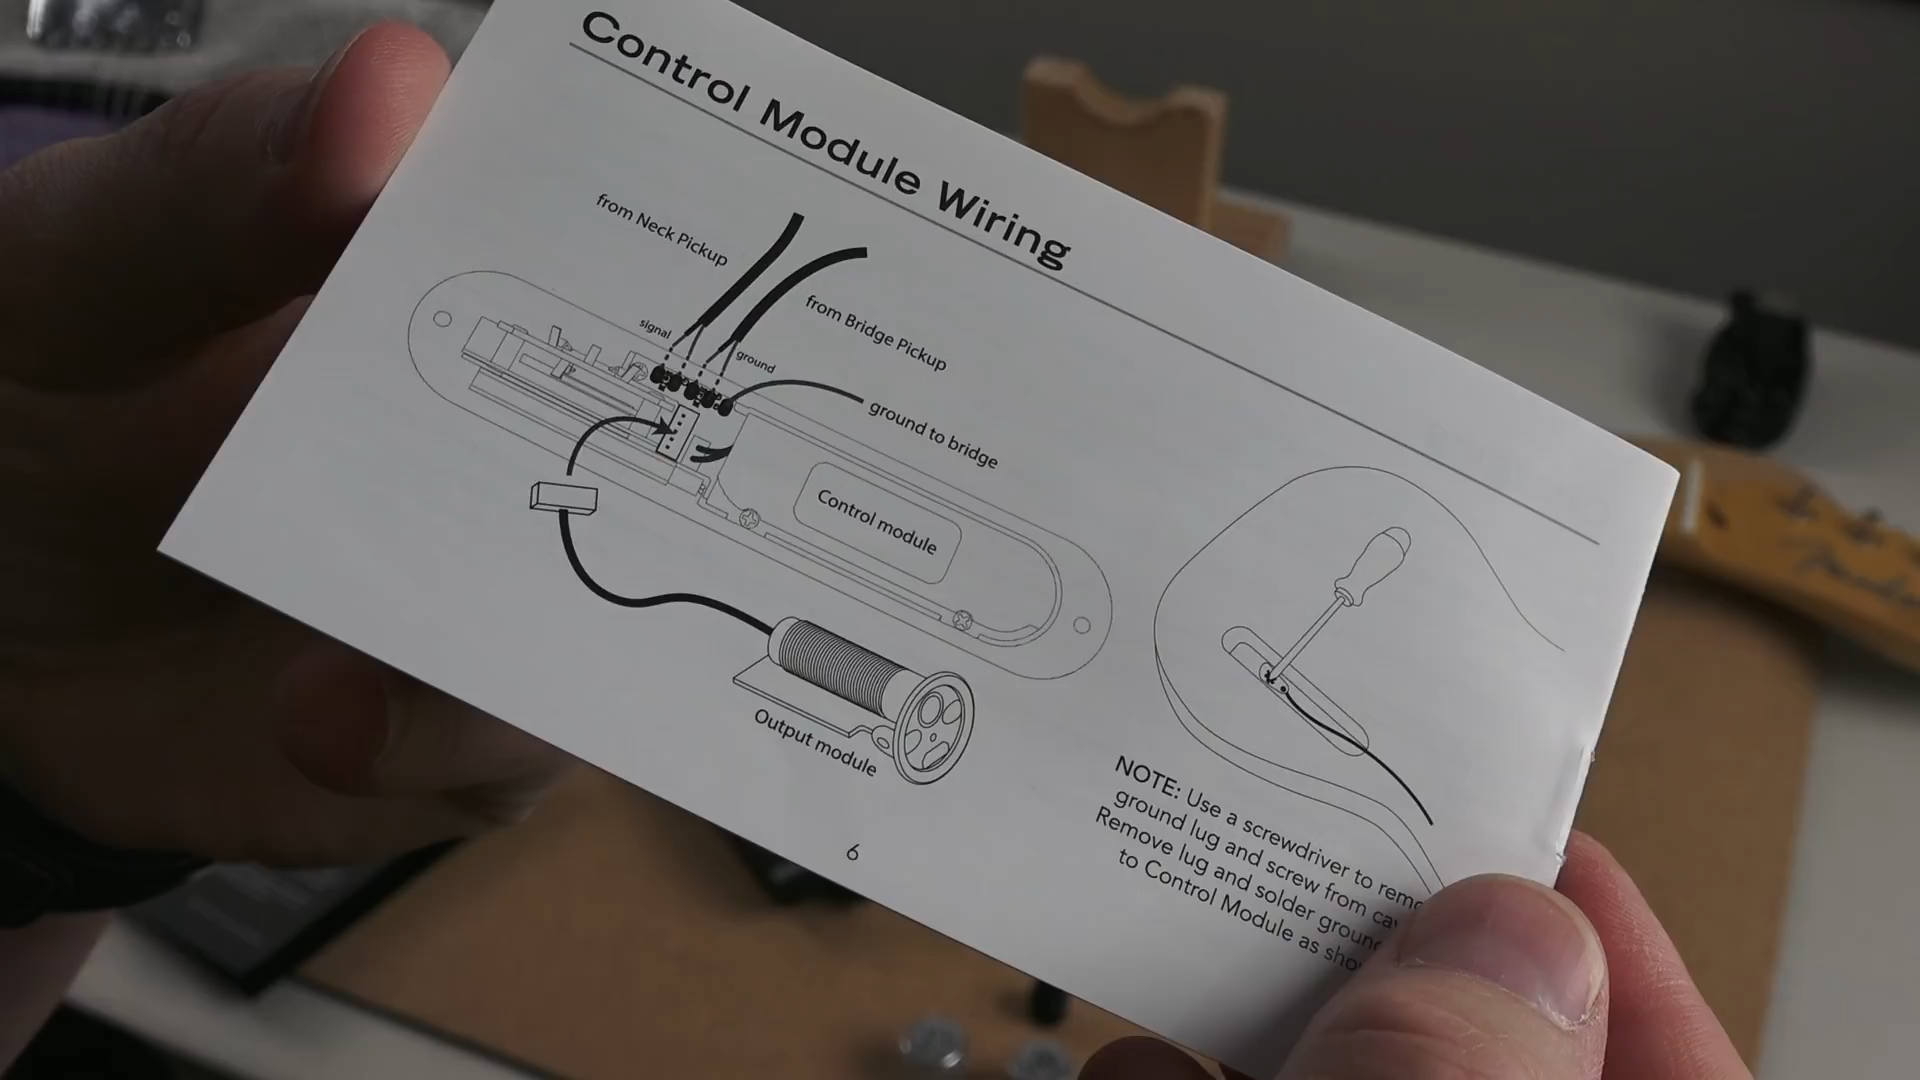 Control Module Wiring
from Neck Pickup
from Bridge Pickup
signal
ground
ground to bridge
Control module
Output module
NOTE: Use a screwdriver to
ground lug and screw from
Remove lug and solder
to Control Module as
6
Fender